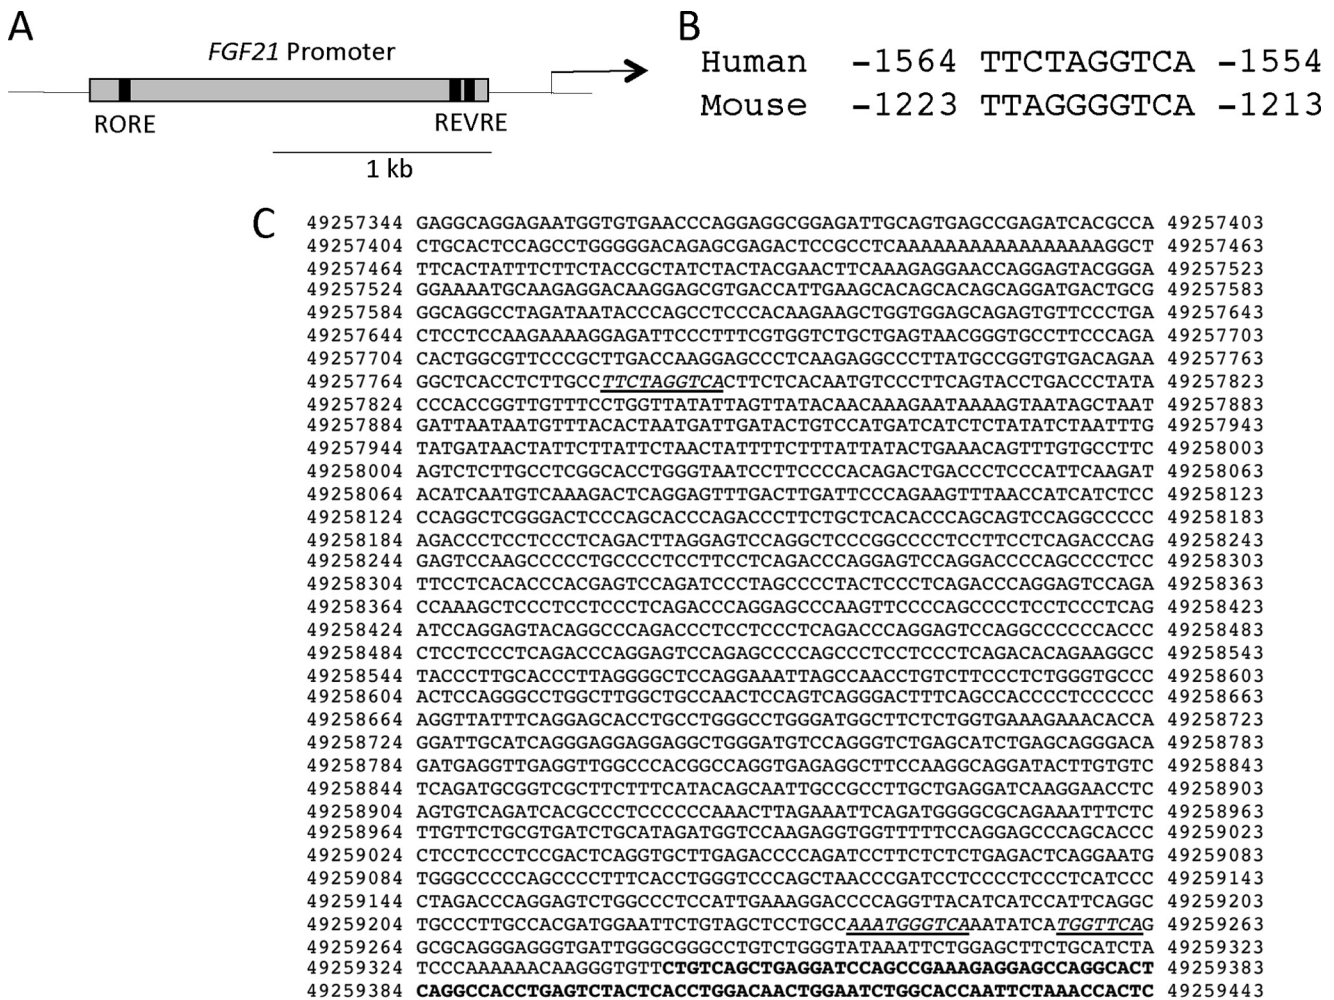 A
FGF21 Promoter
RORE
REVRE
1 kb
B
Human -1564 TTCTAGGTCA -1554
Mouse -1223 TTAGGGGTCA -1213
C
49257344 GAGGCAGGAGAATGGTGTGAACCCAGGAGGCGGAGATTGCAGTGAGCCGAGATCACGCCA 49257403
49257404 CTGCACTCCAGCCTGGGGGACAGAGCGAGACTCCGCCTCAAAAAAAAAAAAAAAAAGGCT 49257463
49257464 TTCACTATTTCTTCTACCGCTATCTACTACGAACTTCAAAGAGGAACCAGGAGTACGGGA 49257523
49257524 GGAAAATGCAAGAGGACAAGGAGCGTGACCATTGAAGCACAGCACAGCAGGATGACTGCG 49257583
49257584 GGCAGGCCTAGATAATACCCAGCCTCCCACAAGAAGCTGGTGGAGCAGAGTGTTCCCTGA 49257643
49257644 CTCCTCCAAGAAAAGGAGATTCCCTTTCGTGGTCTGCTGAGTAACGGGTGCCTTCCCAGA 49257703
49257704 CACTGGCGTTCCCGCTTGACCAAGGAGCCCTCAAGAGGCCCTTATGCCGGTGTGACAGAA 49257763
49257764 GGCTCACCTCTTGCCTTCTAGGTCACTTCTCACAATGTCCCTTCAGTACCTGACCCTATA 49257823
49257824 CCCACCGGTTGTTTCCTGGTTATATTAGTTATACAACAAAGAATAAAAGTAATAGCTAAT 49257883
49257884 GATTAATAATGTTTACACTAATGATTGATACTGTCCATGATCATCTCTATATCTAATTTG 49257943
49257944 TATGATAACTATTCTTATTCTAACTATTTTCTTTATTATACTGAAACAGTTTGTGCCTTC 49258003
49258004 AGTCTCTTGCCTCGGCACCTGGGTAATCCTTCCCCACAGACTGACCCTCCCATTCAAGAT 49258063
49258064 ACATCAATGTCAAAGACTCAGGAGTTTGACTTGATTCCCAGAAGTTTAACCATCATCTCC 49258123
49258124 CCAGGCTCGGGACTCCCAGCACCCAGACCCTTCTGCTCACACCCAGCAGTCCAGGCCCCC 49258183
49258184 AGACCCTCCTCCCTCAGACTTAGGAGTCCAGGCTCCCGGCCCCTCCTTCCTCAGACCCAG 49258243
49258244 GAGTCCAAGCCCCCTGCCCCTCCTTCCTCAGACCCAGGAGTCCAGGACCCCAGCCCCTCC 49258303
49258304 TTCCTCACACCCACGAGTCCAGATCCCTAGCCCCTACTCCCTCAGACCCAGGAGTCCAGA 49258363
49258364 CCAAAGCTCCCTCCTCCCTCAGACCCAGGAGCCCAAGTTCCCCAGCCCCTCCTCCCTCAG 49258423
49258424 ATCCAGGAGTACAGGCCCAGACCCTCCTCCCTCAGACCCAGGAGTCCAGGCCCCCCACCC 49258483
49258484 CTCCTCCCTCAGACCCAGGAGTCCAGAGCCCCAGCCCTCCTCCCTCAGACACAGAAGGCC 49258543
49258544 TACCCTTGCACCCTTAGGGGCTCCAGGAAATTAGCCAACCTGTCTTCCCTCTGGGTGCCC 49258603
49258604 ACTCCAGGGCCTGGCTTGGCTGCCAACTCCAGTCAGGGACTTTCAGCCACCCCTCCCCCC 49258663
49258664 AGGTTATTTCAGGAGCACCTGCCTGGGCCTGGGATGGCTTCTCTGGTGAAAGAAACACCA 49258723
49258724 GGATTGCATCAGGGAGGAGGAGGCTGGGATGTCCAGGGTCTGAGCATCTGAGCAGGGACA 49258783
49258784 GATGAGGTTGAGGTTGGCCCACGGCCAGGTGAGAGGCTTCCAAGGCAGGATACTTGTGTC 49258843
49258844 TCAGATGCGGTCGCTTCTTTCATACAGCAATTGCCGCCTTGCTGAGGATCAAGGAACCTC 49258903
49258904 AGTGTCAGATCACGCCCTCCCCCCAAACTTAGAAATTCAGATGGGGCGCAGAAATTTCTC 49258963
49258964 TTGTTCTGCGTGATCTGCATAGATGGTCCAAGAGGTGGTTTTTCCAGGAGCCCAGCACCC 49259023
49259024 CTCCTCCCTCCGACTCAGGTGCTTGAGACCCCAGATCCTTCTCTCTGAGACTCAGGAATG 49259083
49259084 TGGGCCCCCAGCCCCTTTCACCTGGGTCCCAGCTAACCCGATCCTCCCCTCCCTCATCCC 49259143
49259144 CTAGACCCAGGAGTCTGGCCCTCCATTGAAAGGACCCCAGGTTACATCATCCATTCAGGC 49259203
49259204 TGCCCTTGCCACGATGGAATTCTGTAGCTCCTGCCAAATGGGTCAAATATCATGGTTCAG 49259263
49259264 GCGCAGGGAGGGTGATTGGGCGGGCCTGTCTGGGTATAAATTCTGGAGCTTCTGCATCTA 49259323
49259324 TCCCAAAAAACAAGGGTGTTCTGTCAGCTGAGGATCCAGCCGAAAGAGGAGCCAGGCACT 49259383
49259384 CAGGCCACCTGAGTCTACTCACCTGGACAACTGGAATCTGGCACCAATTCTAAACCACTC 49259443